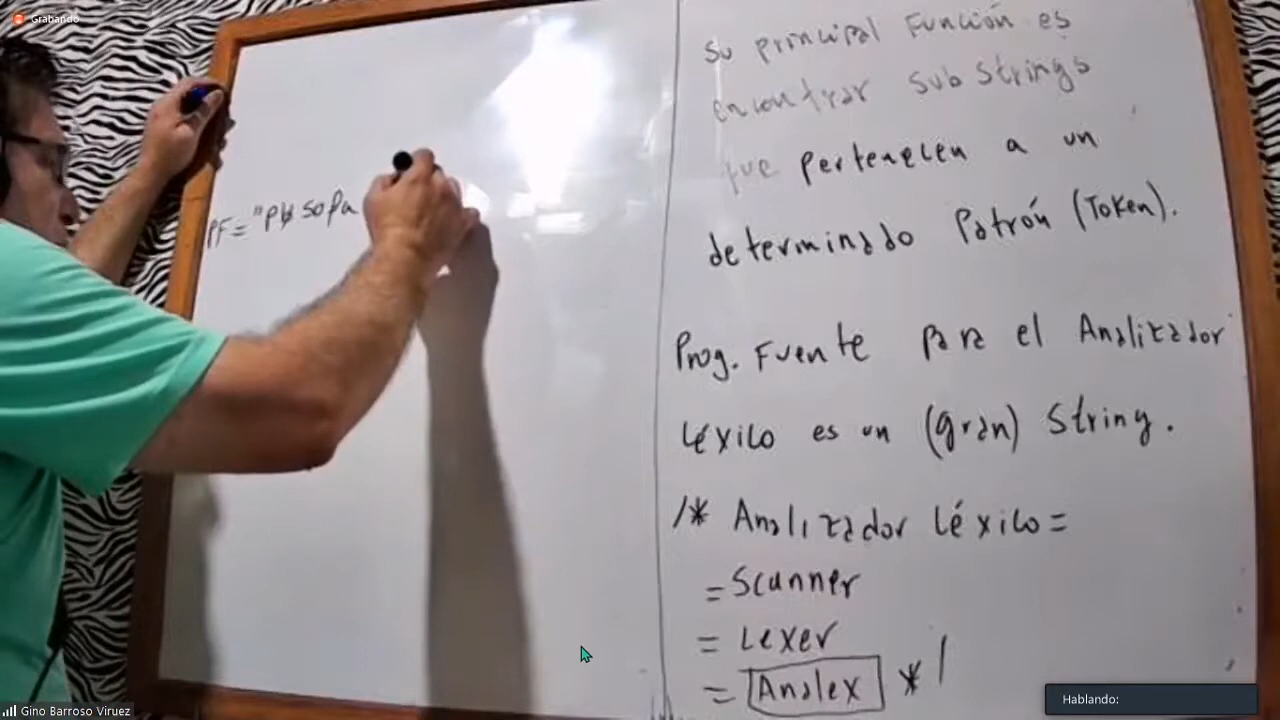 Grabando
PF = "Pb sopa
Su principal Función es
encontrar sub strings
que pertenecen a un
determinado Patrón (Token).
Prog. Fuente para el Analizador
Léxico es un (gran) String.
/* Analizador Léxico =
= Scanner
= Lexer
= Analex */
Gino Barroso Viruez
Hablando: